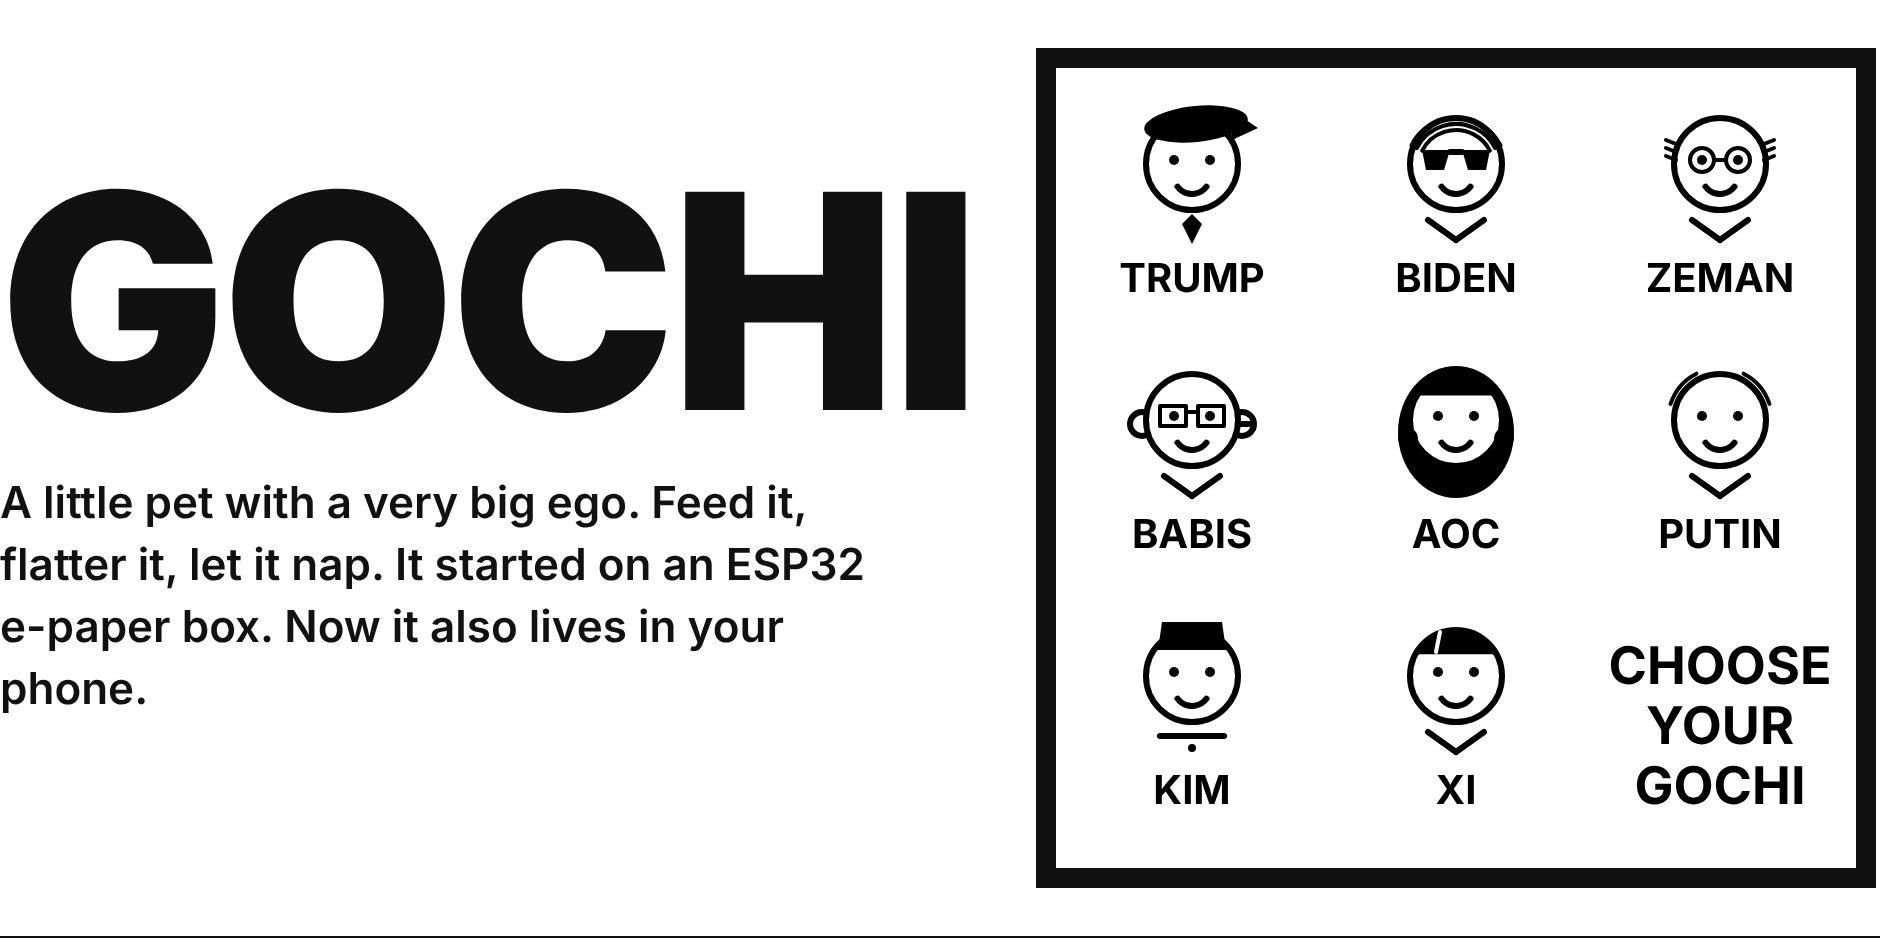 GOCHI
A little pet with a very big ego. Feed it,
flatter it, let it nap. It started on an ESP32
e-paper box. Now it also lives in your
phone.
TRUMP
BIDEN
ZEMAN
BABIS
AOC
PUTIN
KIM
XI
CHOOSE
YOUR
GOCHI